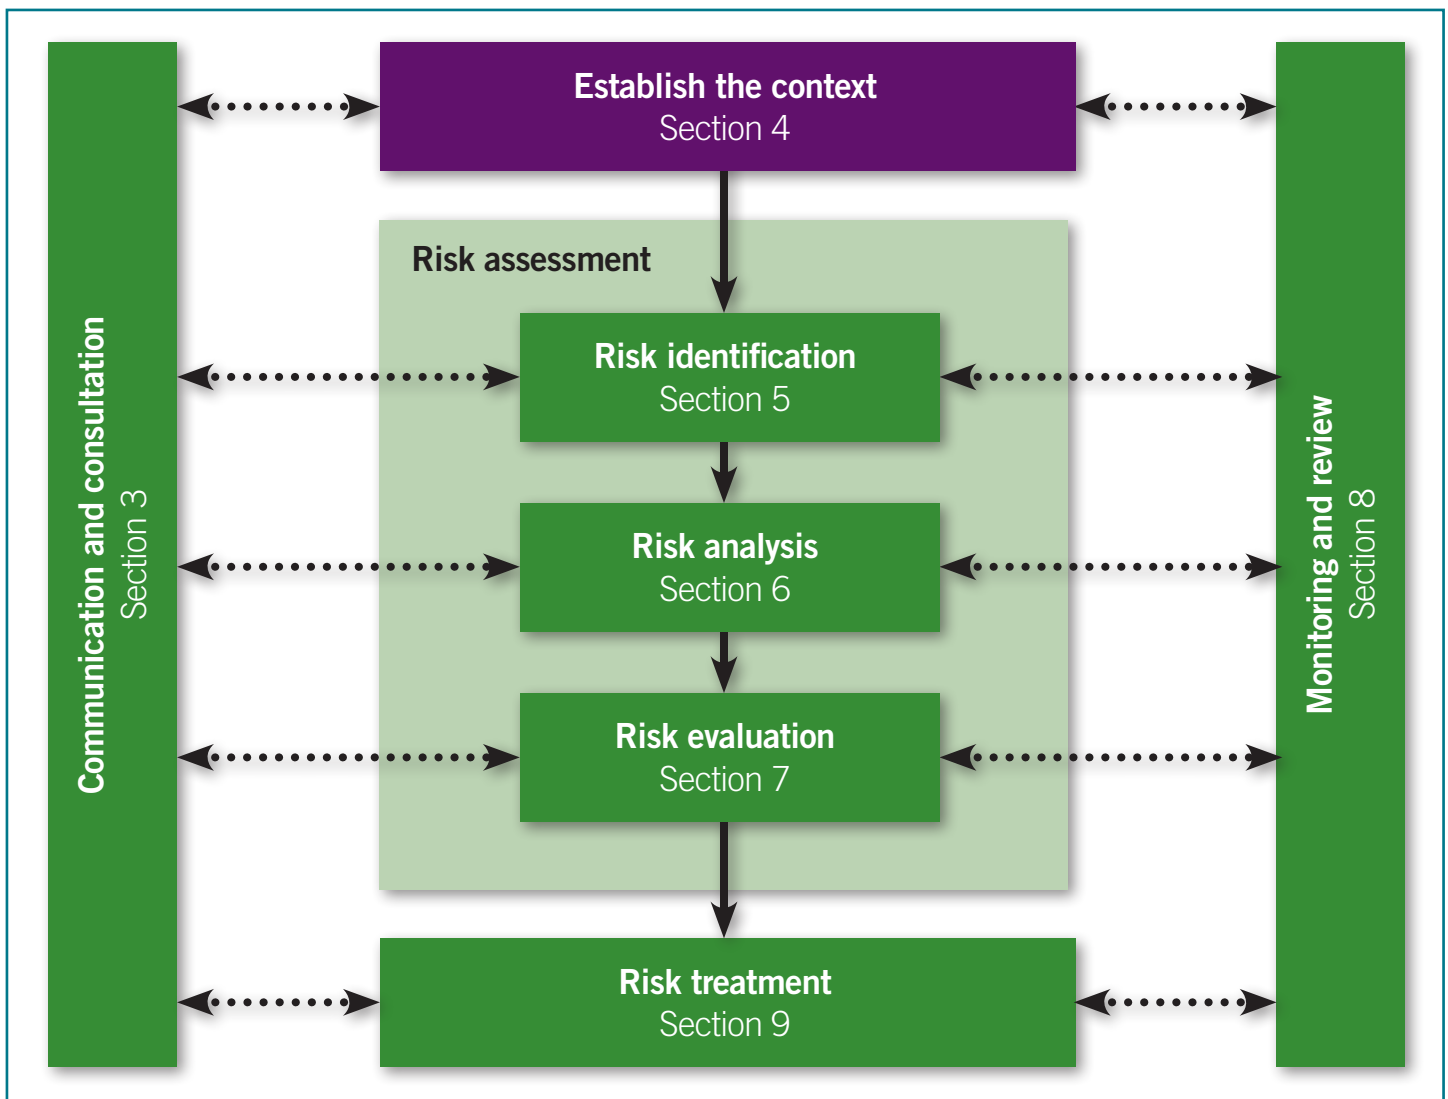 Communication and consultation
Section 3
Establish the context
Section 4
Risk assessment
Risk identification
Section 5
Risk analysis
Section 6
Risk evaluation
Section 7
Risk treatment
Section 9
Monitoring and review
Section 8